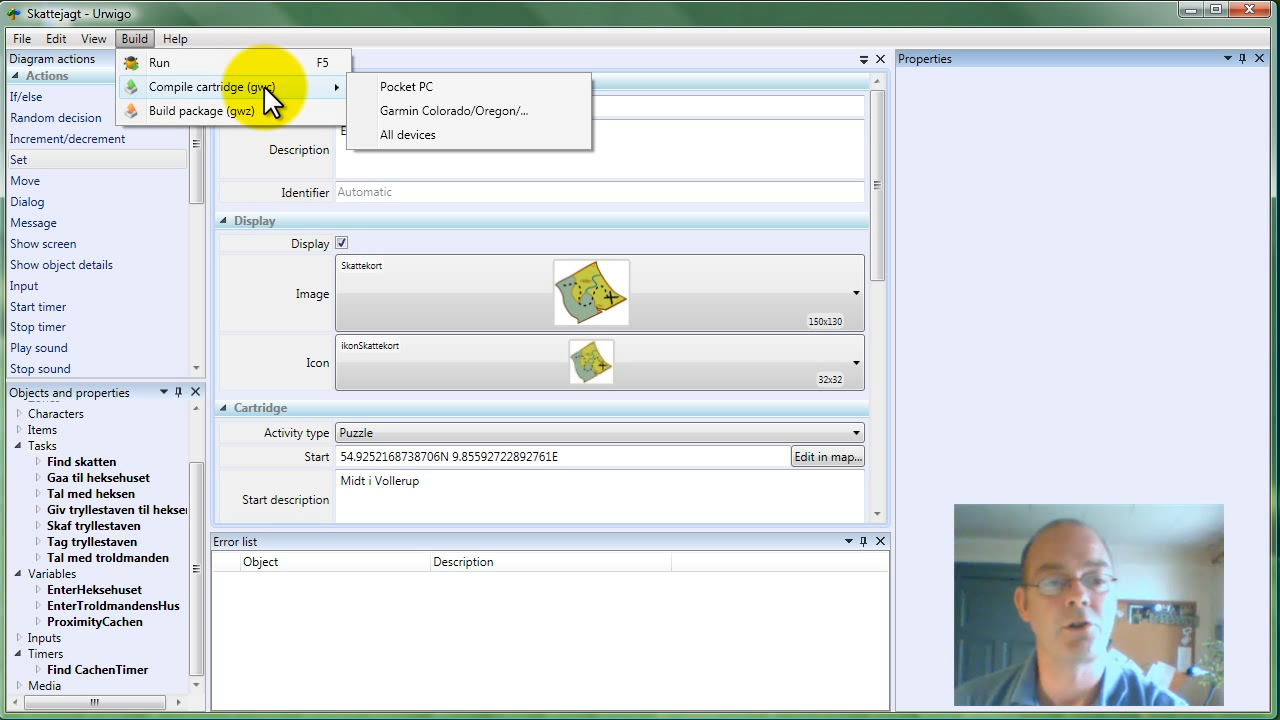 Skattejagt - Urwigo
File Edit View Build Help
Diagram actions
Actions
If/else
Random decision
Increment/decrement
Set
Move
Dialog
Message
Show screen
Show object details
Input
Start timer
Stop timer
Play sound
Stop sound
Run F5
Compile cartridge (gwc)
Build package (gwz)
Pocket PC
Garmin Colorado/Oregon/...
All devices
Description
Identifier Automatic
Display
Display
Image Skattekort
150x130
Icon ikonSkattekort
32x32
Cartridge
Activity type Puzzle
Start 54.9252168738706N 9.85592722892761E Edit in map...
Start description Midt i Vollerup
Objects and properties
Characters
Items
Tasks
Find skatten
Gaa til heksehuset
Tal med heksen
Giv tryllestaven til hekse
Skaf tryllestaven
Tag tryllestaven
Tal med troldmanden
Variables
EnterHeksehuset
EnterTroldmandensHus
ProximityCachen
Inputs
Timers
Find CachenTimer
Media
Error list
Object Description
Properties